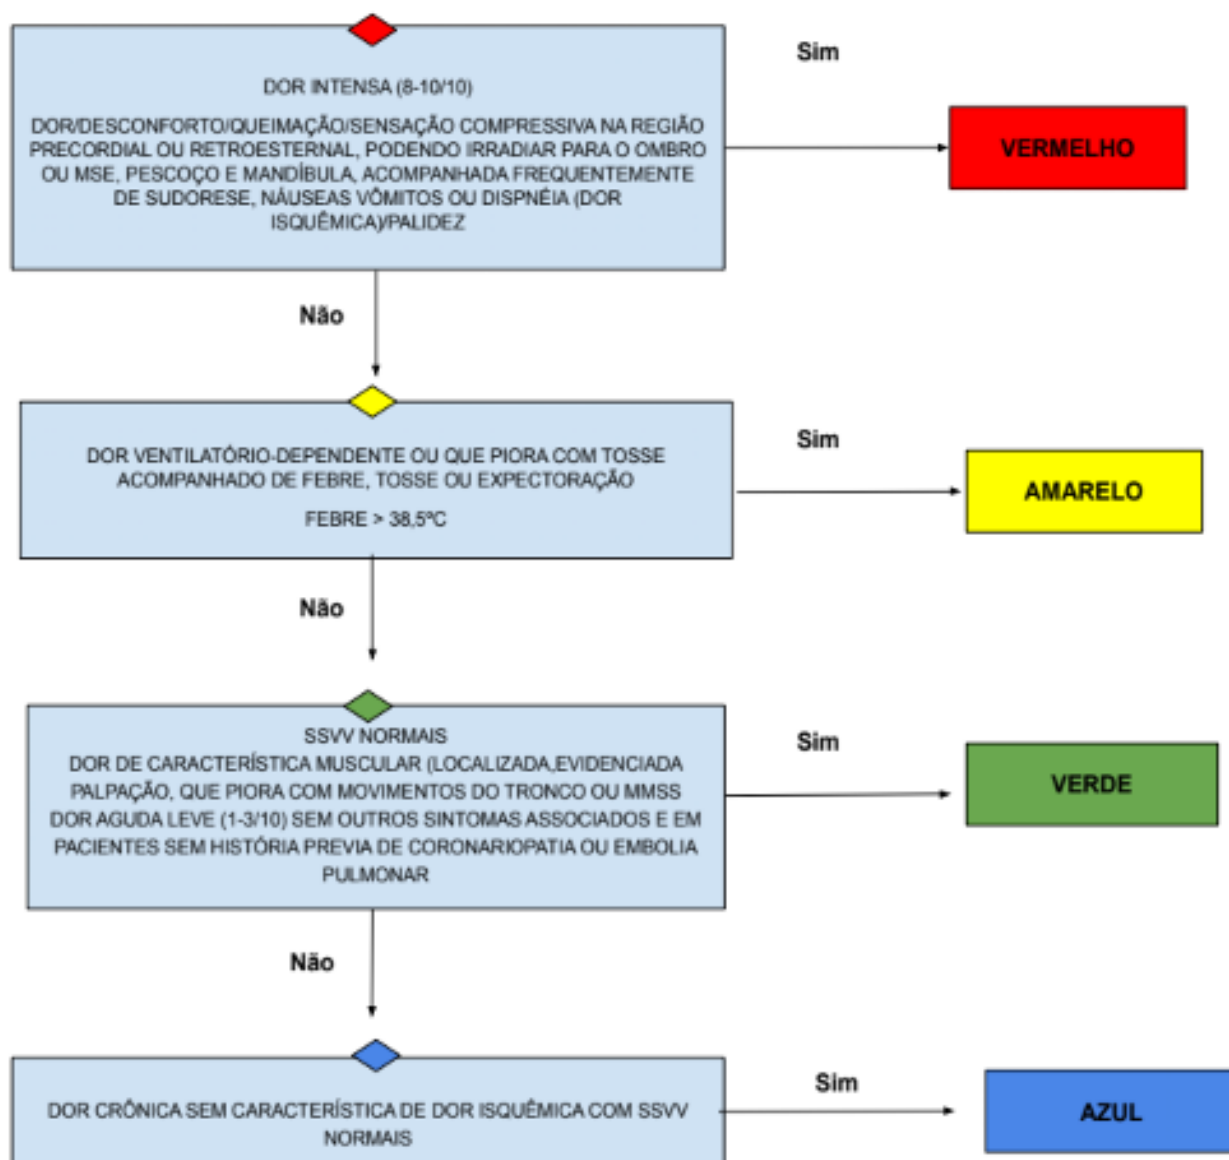 DOR INTENSA (8-10/10)
DOR/DESCONFORTO/QUEIMAÇÃO/SENSAÇÃO COMPRESSIVA NA REGIÃO
PRECORDIAL OU RETROESTERNAL, PODENDO IRRADIAR PARA O OMBRO
OU MSE, PESCOÇO E MANDÍBULA, ACOMPANHADA FREQUENTEMENTE
DE SUDORESE, NÁUSEAS VÔMITOS OU DISPNÉIA (DOR
ISQUÊMICA)/PALIDEZ
Sim
VERMELHO
Não
DOR VENTILATÓRIO-DEPENDENTE OU QUE PIORA COM TOSSE
ACOMPANHADO DE FEBRE, TOSSE OU EXPECTORAÇÃO
FEBRE > 38,5ºC
Sim
AMARELO
Não
SSVV NORMAIS
DOR DE CARACTERÍSTICA MUSCULAR (LOCALIZADA,EVIDENCIADA
PALPAÇÃO, QUE PIORA COM MOVIMENTOS DO TRONCO OU MMSS
DOR AGUDA LEVE (1-3/10) SEM OUTROS SINTOMAS ASSOCIADOS E EM
PACIENTES SEM HISTÓRIA PREVIA DE CORONARIOPATIA OU EMBOLIA
PULMONAR
Sim
VERDE
Não
DOR CRÔNICA SEM CARACTERÍSTICA DE DOR ISQUÊMICA COM SSVV
NORMAIS
Sim
AZUL